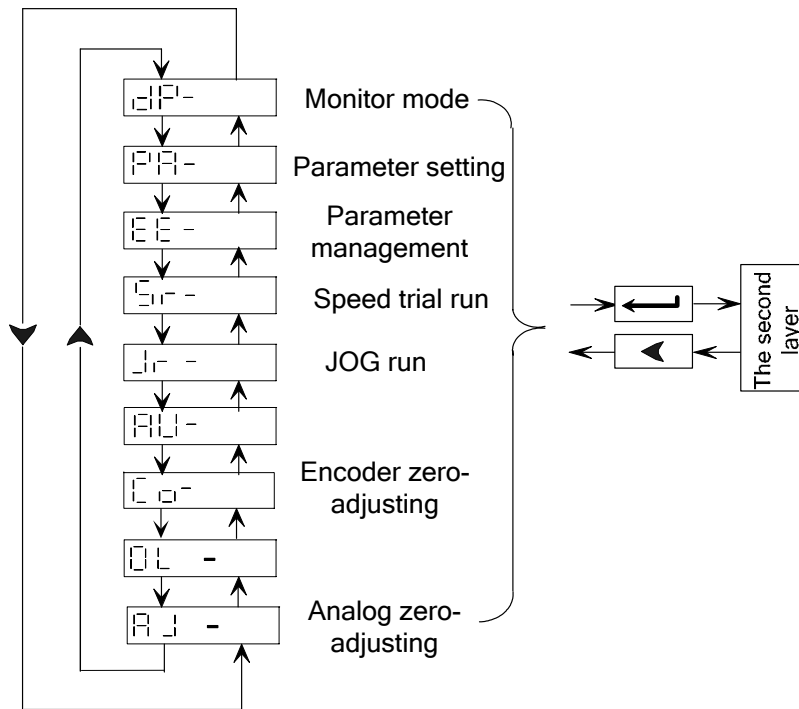 dP-
Monitor mode
PA-
Parameter setting
EE-
Parameter
management
Sr-
Speed trial run
Jr-
JOG run
AU-
Co-
Encoder zero-
adjusting
OL -
AJ -
Analog zero-
adjusting
The second
layer